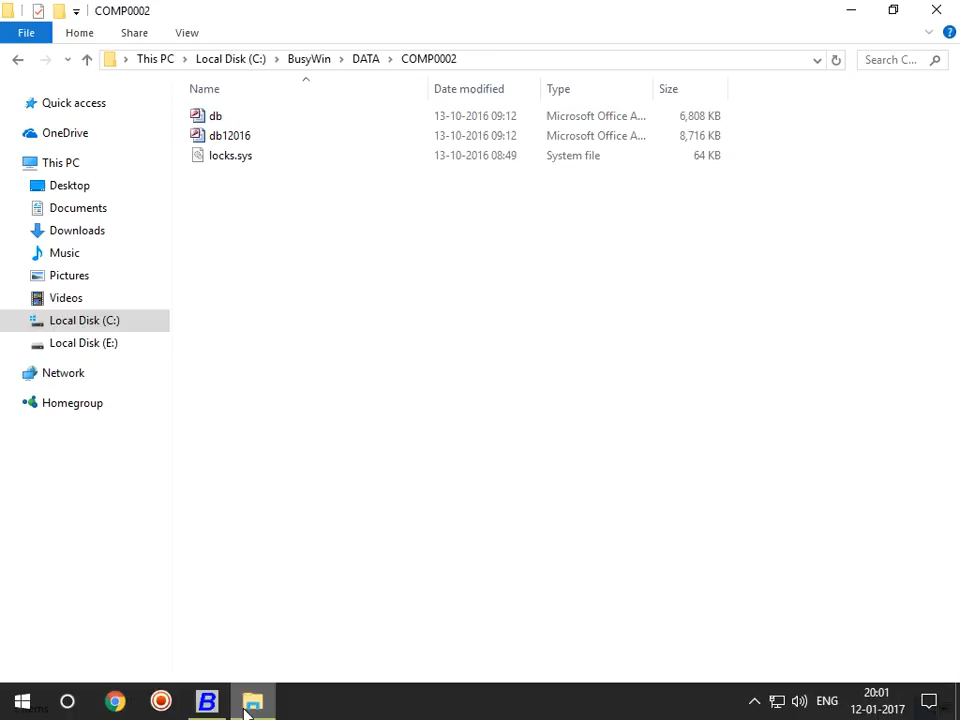 COMP0002
File Home Share View
This PC Local Disk (C:) BusyWin DATA COMP0002 Search C...
Name Date modified Type Size
Quick access
OneDrive
This PC
Desktop
Documents
Downloads
Music
Pictures
Videos
Local Disk (C:)
Local Disk (E:)
Network
Homegroup
db 13-10-2016 09:12 Microsoft Office A... 6,808 KB
db12016 13-10-2016 09:12 Microsoft Office A... 8,716 KB
locks.sys 13-10-2016 08:49 System file 64 KB
B
ENG
20:01
12-01-2017